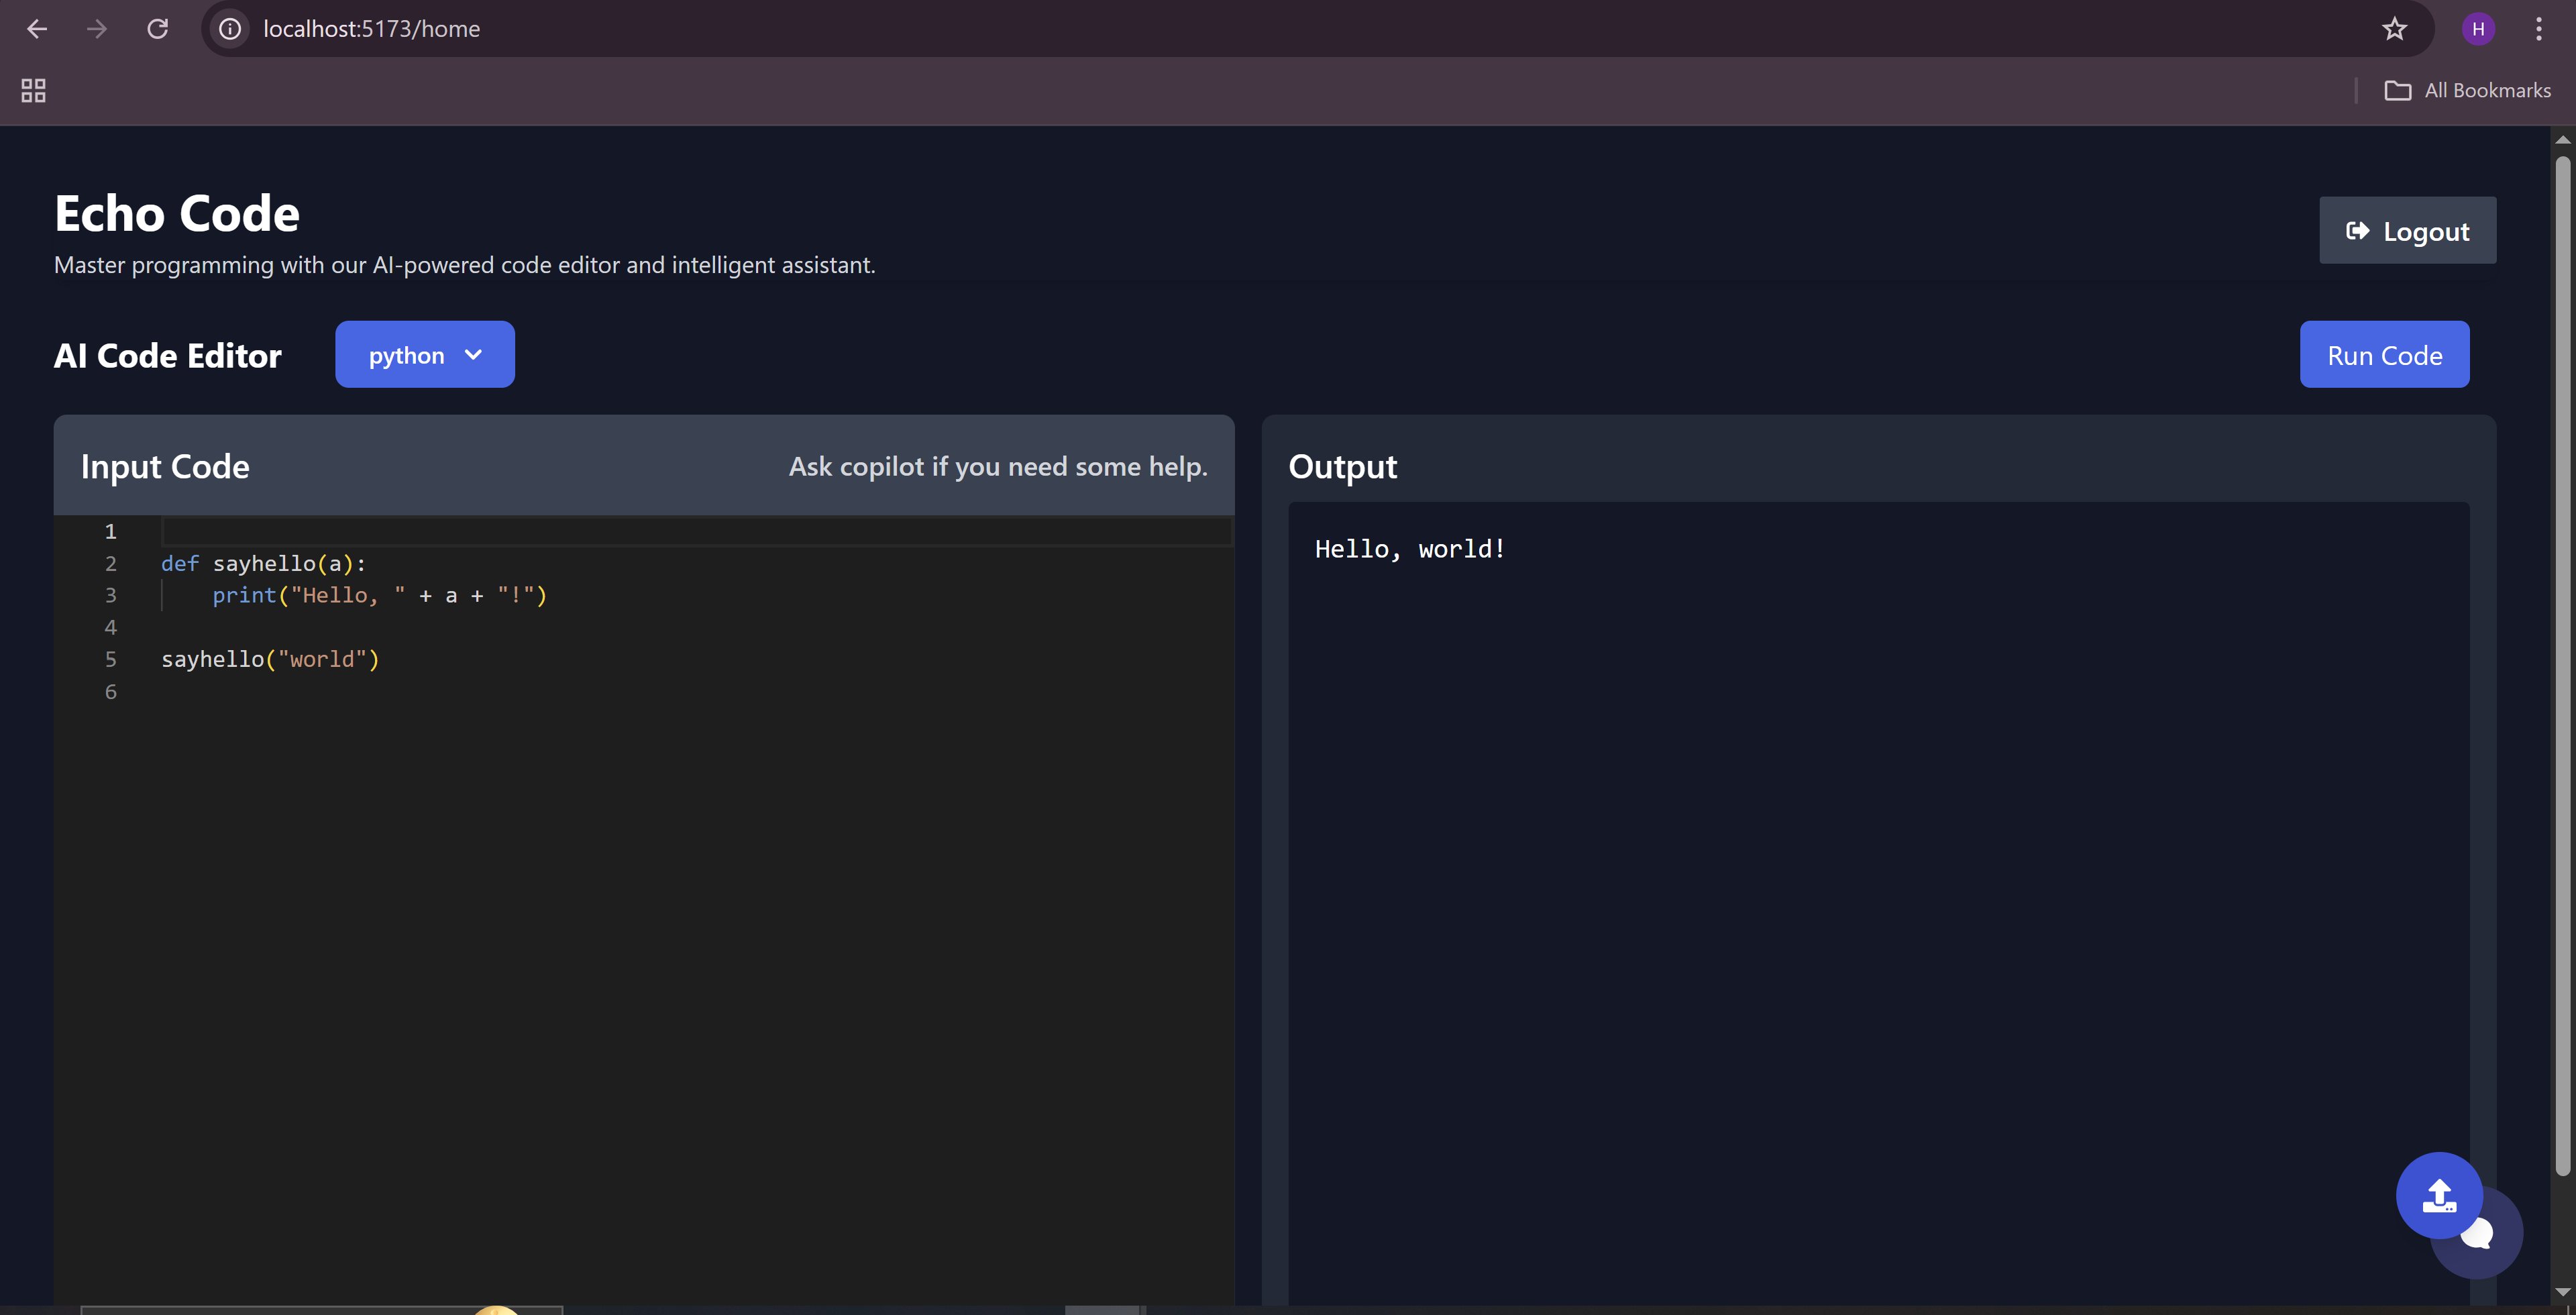 localhost:5173/home
H
All Bookmarks
Echo Code
Master programming with our AI-powered code editor and intelligent assistant.
Logout
AI Code Editor
python
Run Code
Input Code
Ask copilot if you need some help.
1
2 def sayhello(a):
3     print("Hello, " + a + "!")
4
5 sayhello("world")
6
Output
Hello, world!